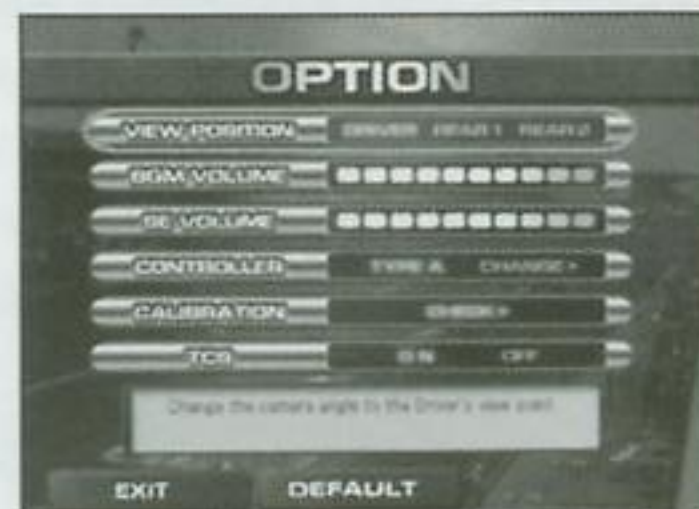 OPTION
VIEW POSITION DRIVER REAR 1 REAR 2
BGM VOLUME
SE VOLUME
CONTROLLER TYPE A CHANGE>
CALIBRATION CHECK>
TCS ON OFF
Change the camera angle to the Driver's view point
EXIT DEFAULT